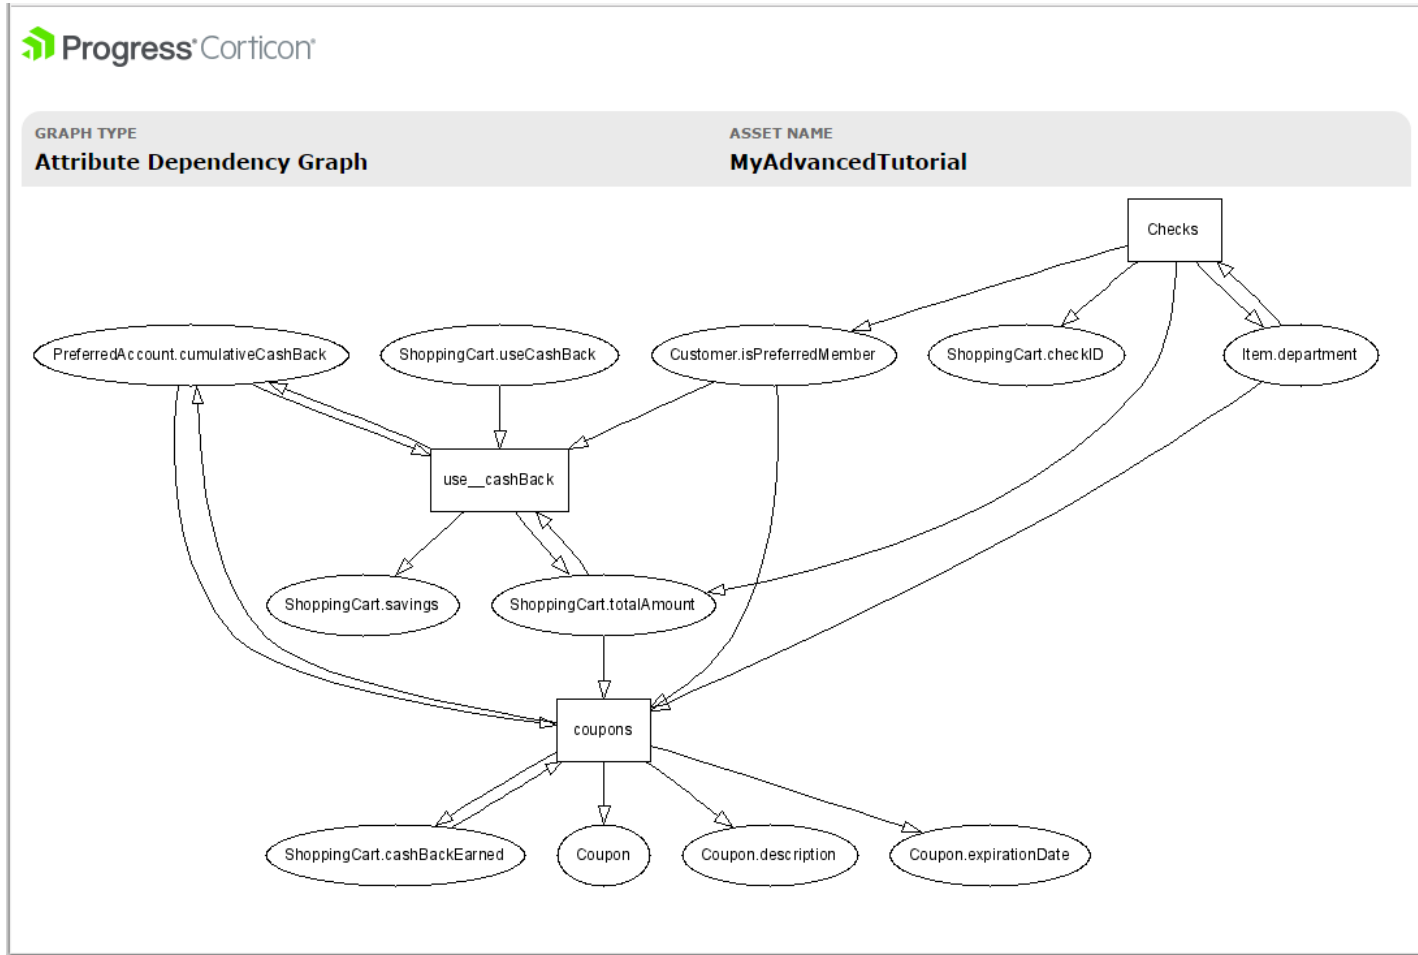 Progress® Corticon®
GRAPH TYPE
ASSET NAME
Attribute Dependency Graph
MyAdvancedTutorial
Checks
PreferredAccount.cumulativeCashBack
ShoppingCart.useCashBack
Customer.isPreferredMember
ShoppingCart.checkID
Item.department
use__cashBack
ShoppingCart.savings
ShoppingCart.totalAmount
coupons
ShoppingCart.cashBackEarned
Coupon
Coupon.description
Coupon.expirationDate